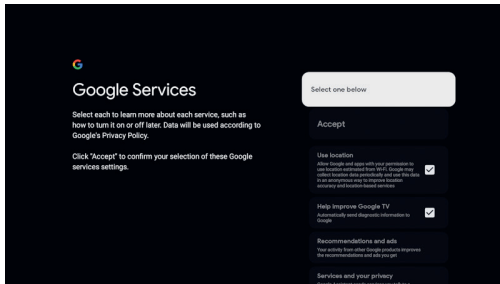 Google Services
Select each to learn more about each service, such as
how to turn it on or off later. Data will be used according to
Google's Privacy Policy.
Click "Accept" to confirm your selection of these Google
services settings.
Select one below
Accept
Use location
Allow Google and apps with your permission to
use location estimated from Wi-Fi. Google may
collect location data periodically and use this data
in an anonymous way to improve location
accuracy and location-based services
Help improve Google TV
Automatically send diagnostic information to
Google
Recommendations and ads
Your activity from other Google products improves
the recommendations and ads you get
Services and your privacy